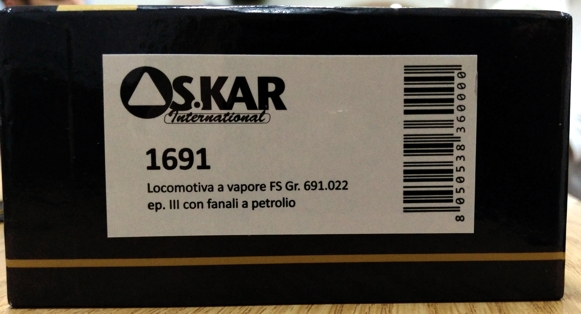 OS.KAR
International
1691
Locomotiva a vapore FS Gr. 691.022
ep. III con fanali a petrolio
8 050538 360000